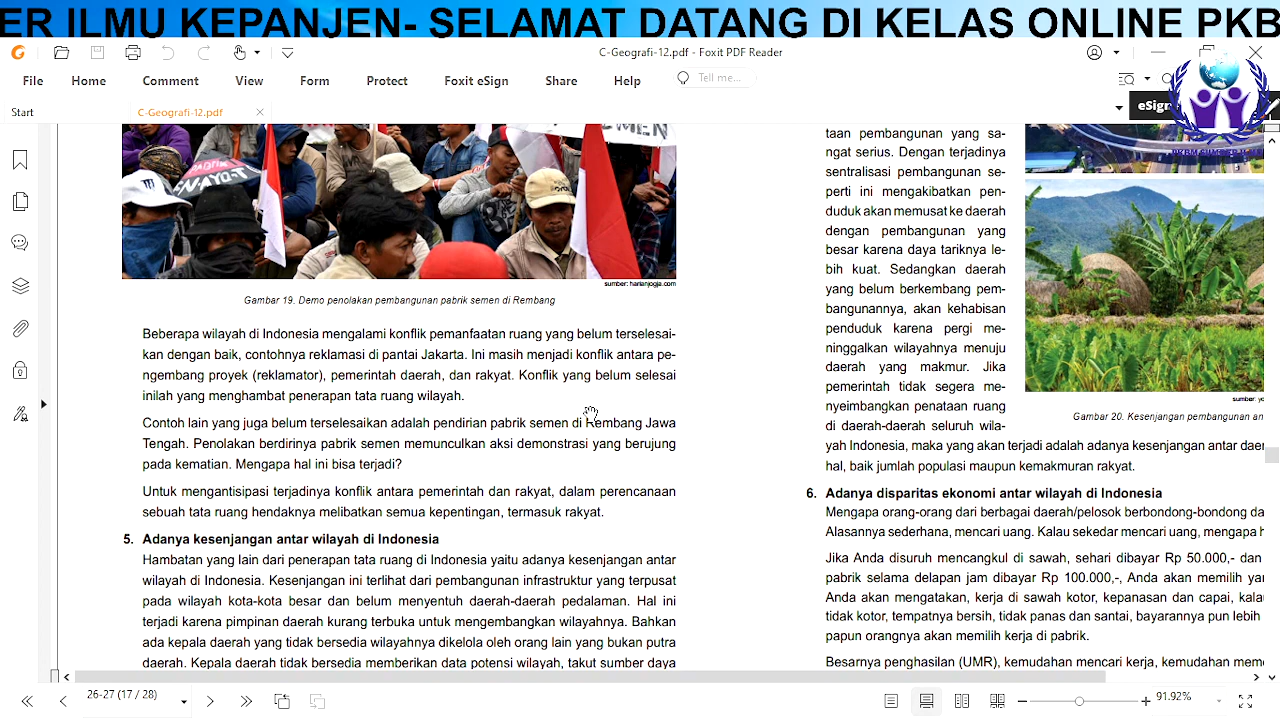 ER ILMU KEPANJEN- SELAMAT DATANG DI KELAS ONLINE PKB
C-Geografi-12.pdf - Foxit PDF Reader
File Home Comment View Form Protect Foxit eSign Share Help Tell me...
Start C-Geografi-12.pdf eSign
sumber: harianjogja.com
Gambar 19. Demo penolakan pembangunan pabrik semen di Rembang
Beberapa wilayah di Indonesia mengalami konflik pemanfaatan ruang yang belum terselesai-
kan dengan baik, contohnya reklamasi di pantai Jakarta. Ini masih menjadi konflik antara pe-
ngembang proyek (reklamator), pemerintah daerah, dan rakyat. Konflik yang belum selesai
inilah yang menghambat penerapan tata ruang wilayah.
Contoh lain yang juga belum terselesaikan adalah pendirian pabrik semen di Rembang Jawa
Tengah. Penolakan berdirinya pabrik semen memunculkan aksi demonstrasi yang berujung
pada kematian. Mengapa hal ini bisa terjadi?
Untuk mengantisipasi terjadinya konflik antara pemerintah dan rakyat, dalam perencanaan
sebuah tata ruang hendaknya melibatkan semua kepentingan, termasuk rakyat.
5. Adanya kesenjangan antar wilayah di Indonesia
Hambatan yang lain dari penerapan tata ruang di Indonesia yaitu adanya kesenjangan antar
wilayah di Indonesia. Kesenjangan ini terlihat dari pembangunan infrastruktur yang terpusat
pada wilayah kota-kota besar dan belum menyentuh daerah-daerah pedalaman. Hal ini
terjadi karena pimpinan daerah kurang terbuka untuk mengembangkan wilayahnya. Bahkan
ada kepala daerah yang tidak bersedia wilayahnya dikelola oleh orang lain yang bukan putra
daerah. Kepala daerah tidak bersedia memberikan data potensi wilayah, takut sumber daya
taan pembangunan yang sa-
ngat serius. Dengan terjadinya
sentralisasi pembangunan se-
perti ini mengakibatkan pen-
duduk akan memusat ke daerah
dengan pembangunan yang
besar karena daya tariknya le-
bih kuat. Sedangkan daerah
yang belum berkembang pem-
bangunannya, akan kehabisan
penduduk karena pergi me-
ninggalkan wilayahnya menuju
daerah yang makmur. Jika
pemerintah tidak segera me-
nyeimbangkan penataan ruang
di daerah-daerah seluruh wila-
yah Indonesia, maka yang akan terjadi adalah adanya kesenjangan antar daer
hal, baik jumlah populasi maupun kemakmuran rakyat.
sumber: yo
Gambar 20. Kesenjangan pembangunan an
6. Adanya disparitas ekonomi antar wilayah di Indonesia
Mengapa orang-orang dari berbagai daerah/pelosok berbondong-bondong da
Alasannya sederhana, mencari uang. Kalau sekedar mencari uang, mengapa h
Jika Anda disuruh mencangkul di sawah, sehari dibayar Rp 50.000,- dan
pabrik selama delapan jam dibayar Rp 100.000,-, Anda akan memilih yan
Anda akan mengatakan, kerja di sawah kotor, kepanasan dan capai, kalau
tidak kotor, tempatnya bersih, tidak panas dan santai, bayarannya pun lebih
papun orangnya akan memilih kerja di pabrik.
Besarnya penghasilan (UMR), kemudahan mencari kerja, kemudahan mem
26-27 (17 / 28)
91.92%